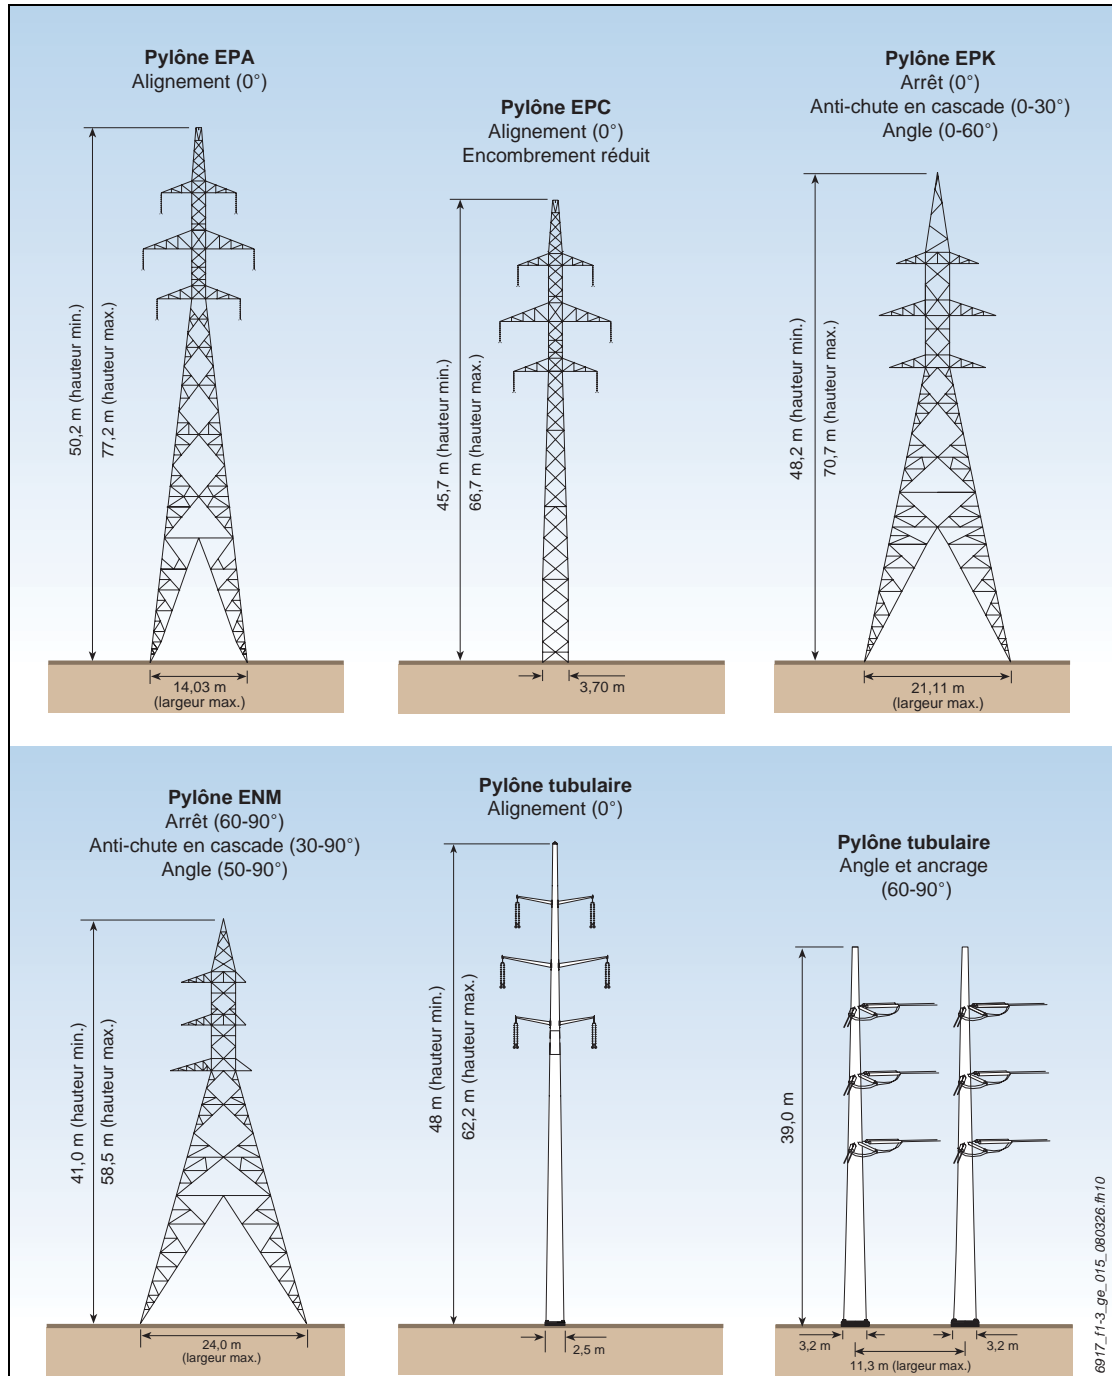 Pylône EPA
Alignement (0°)
50,2 m (hauteur min.)
77,2 m (hauteur max.)
14,03 m
(largeur max.)
Pylône EPC
Alignement (0°)
Encombrement réduit
45,7 m (hauteur min.)
66,7 m (hauteur max.)
3,70 m
Pylône EPK
Arrêt (0°)
Anti-chute en cascade (0-30°)
Angle (0-60°)
48,2 m (hauteur min.)
70,7 m (hauteur max.)
21,11 m
(largeur max.)
Pylône ENM
Arrêt (60-90°)
Anti-chute en cascade (30-90°)
Angle (50-90°)
41,0 m (hauteur min.)
58,5 m (hauteur max.)
24,0 m
(largeur max.)
Pylône tubulaire
Alignement (0°)
48 m (hauteur min.)
62,2 m (hauteur max.)
2,5 m
Pylône tubulaire
Angle et ancrage
(60-90°)
39,0 m
3,2 m
3,2 m
11,3 m (largeur max.)
6917_f1-3_ge_015_080326.fh10